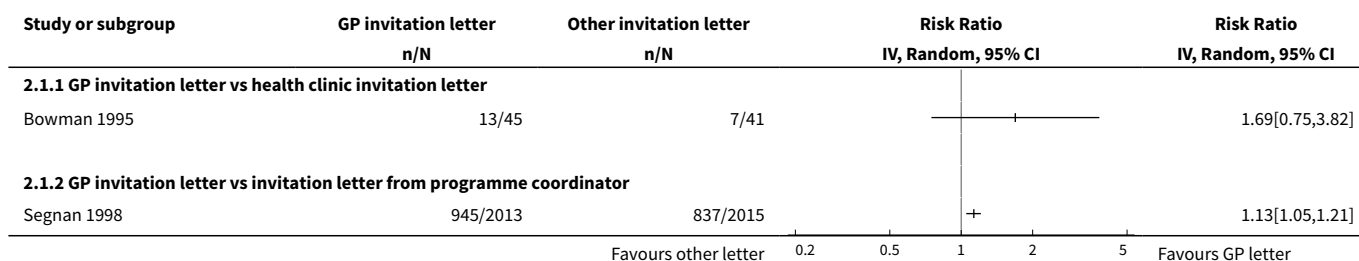 Study or subgroup GP invitation letter Other invitation letter Risk Ratio Risk Ratio
n/N n/N IV, Random, 95% CI IV, Random, 95% CI
2.1.1 GP invitation letter vs health clinic invitation letter
Bowman 1995 13/45 7/41 1.69[0.75,3.82]
2.1.2 GP invitation letter vs invitation letter from programme coordinator
Segnan 1998 945/2013 837/2015 1.13[1.05,1.21]
Favours other letter 0.2 0.5 1 2 5 Favours GP letter